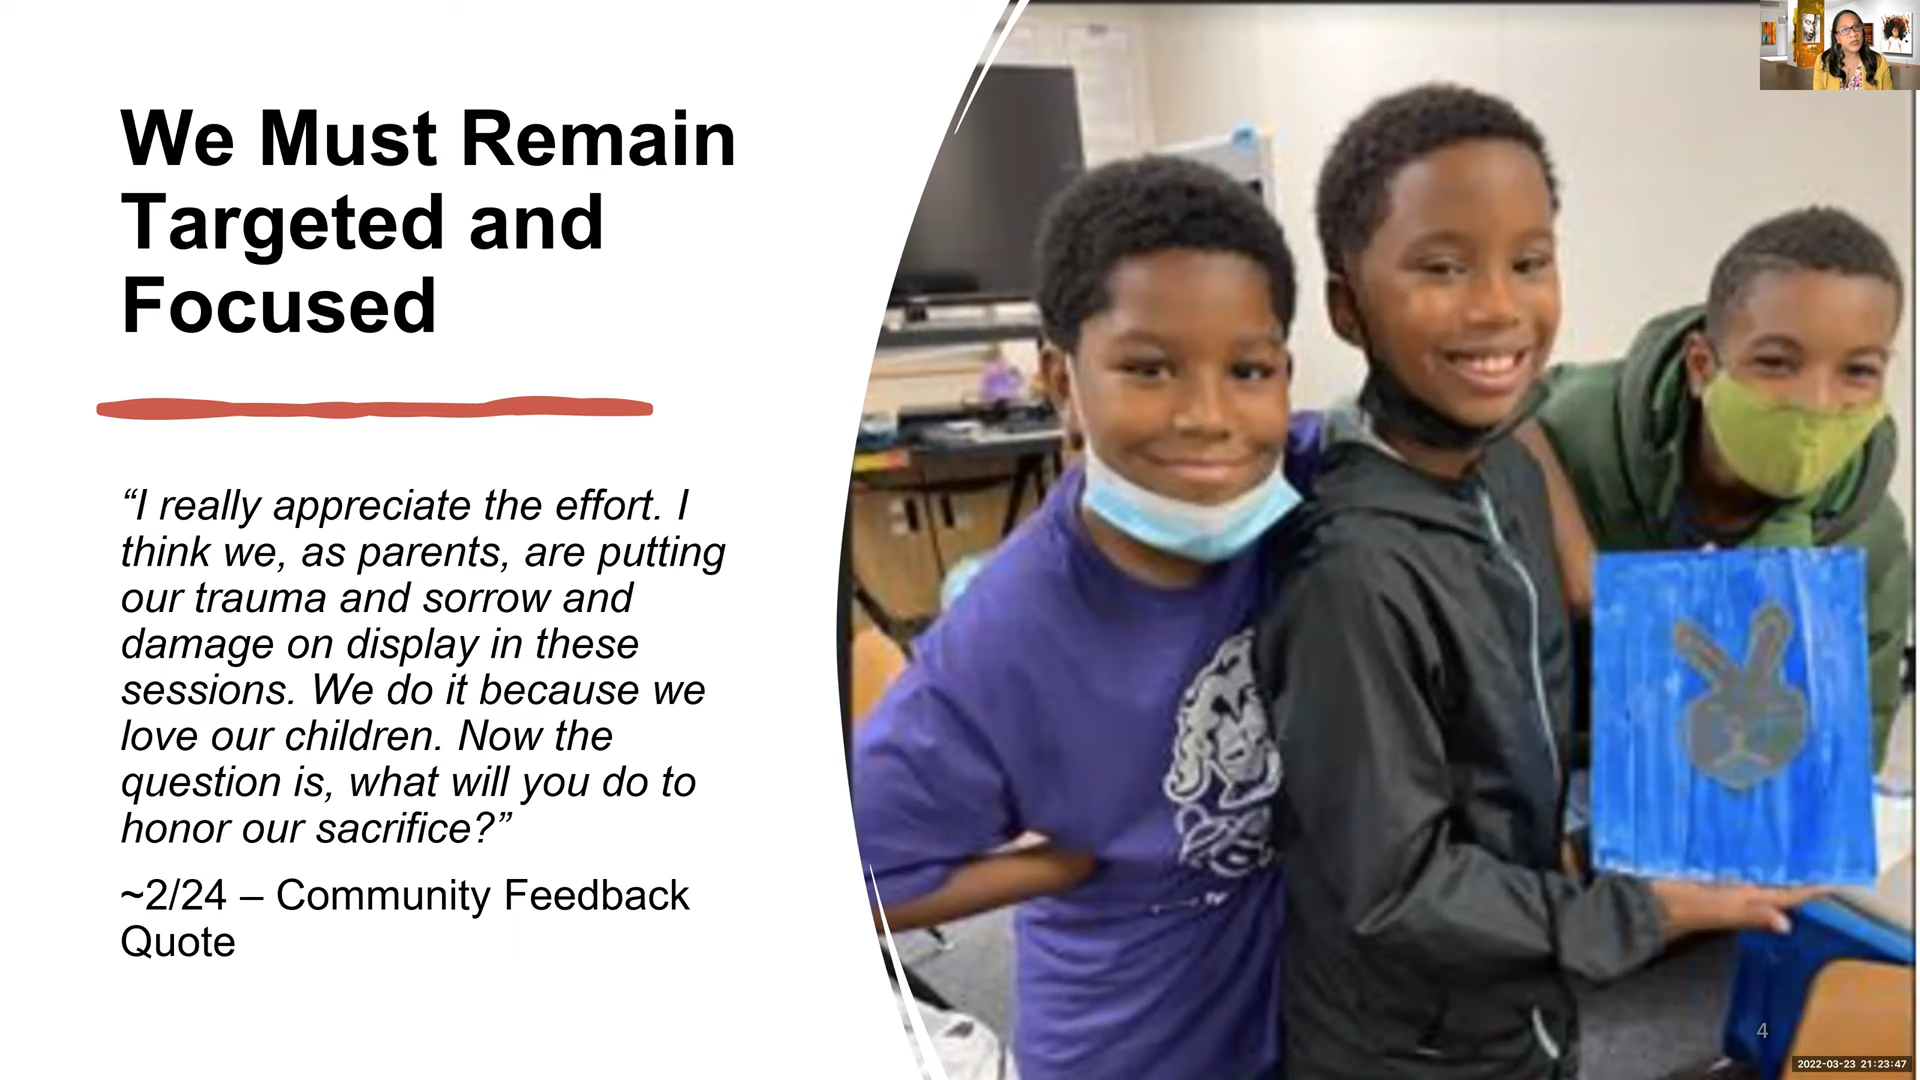 We Must Remain
Targeted and
Focused
“I really appreciate the effort. I
think we, as parents, are putting
our trauma and sorrow and
damage on display in these
sessions. We do it because we
love our children. Now the
question is, what will you do to
honor our sacrifice?”
~2/24 – Community Feedback
Quote
4
2022-03-23 21:23:47